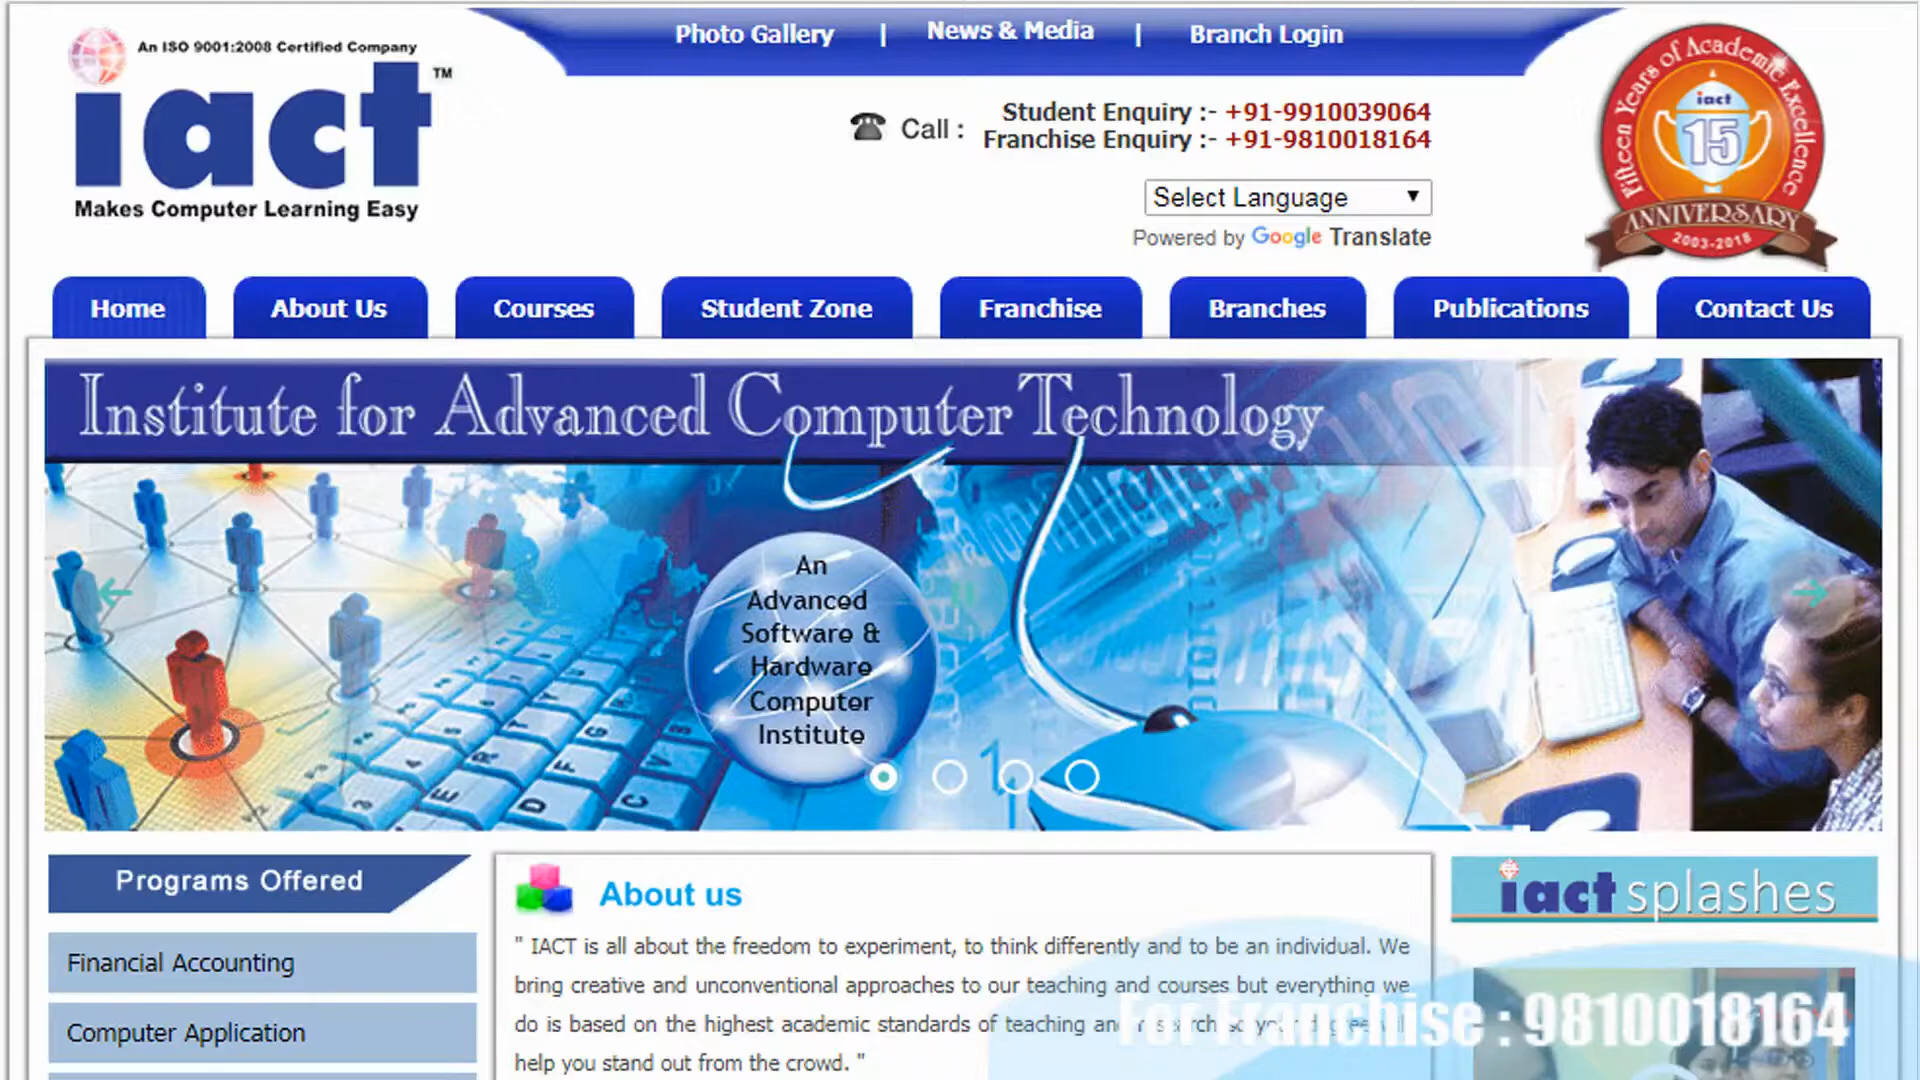 Photo Gallery | News & Media | Branch Login
An ISO 9001:2008 Certified Company
iact TM
Makes Computer Learning Easy
Call :
Student Enquiry :- +91-9910039064
Franchise Enquiry :- +91-9810018164
Select Language
Powered by Google Translate
Fifteen Years of Academic Excellence
iact
15
ANNIVERSARY
2003-2018
Home
About Us
Courses
Student Zone
Franchise
Branches
Publications
Contact Us
Institute for Advanced Computer Technology
An
Advanced
Software &
Hardware
Computer
Institute
Programs Offered
Financial Accounting
Computer Application
About us
" IACT is all about the freedom to experiment, to think differently and to be an individual. We
bring creative and unconventional approaches to our teaching and courses but everything we
do is based on the highest academic standards of teaching and research so your degree will
help you stand out from the crowd. "
iact splashes
For Franchise : 9810018164